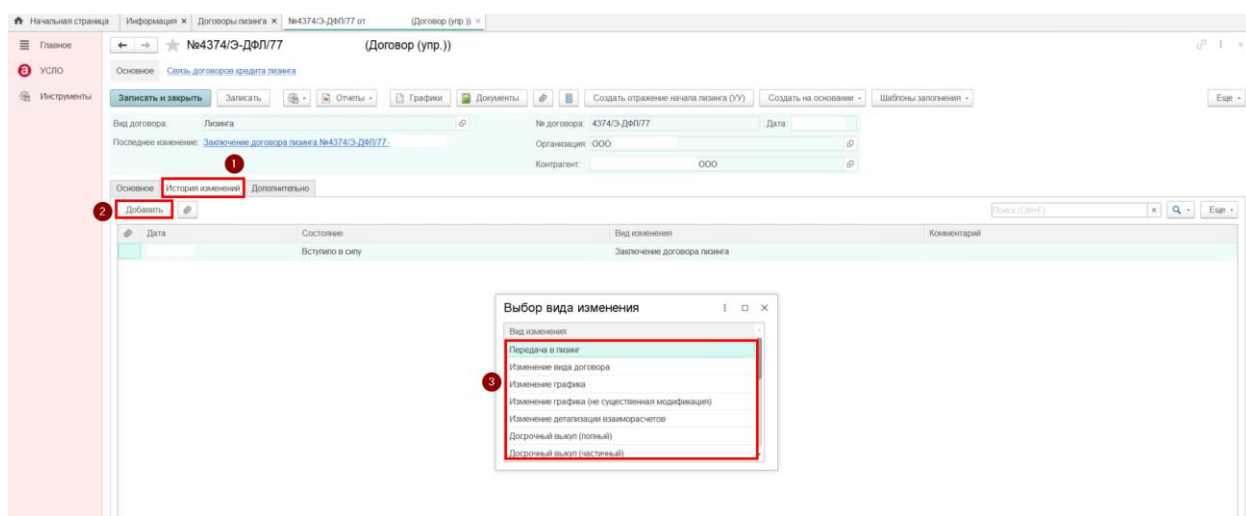 Начальная страница Информация × Договоры лизинга × №4374/Э-ДФЛ/77 от (Договор (упр.)) ×
Главное
УСЛО
Инструменты
№4374/Э-ДФЛ/77 (Договор (упр.))
Основное Связь договоров кредита лизинга
Записать и закрыть Записать Отчеты Графики Документы Создать отражение начала лизинга (УУ) Создать на основании Шаблоны заполнения Еще
Вид договора: Лизинга № договора: 4374/Э-ДФЛ/77 Дата:
Последнее изменение: Заключение договора лизинга №4374/Э-ДФЛ/77 Организация: ООО
Контрагент: ООО
1
Основное История изменений Дополнительно
2 Добавить Поиск (Ctrl+F) × Еще
Дата Состояние Вид изменения Комментарий
Вступило в силу Заключение договора лизинга
Выбор вида изменения
Вид изменения
Передача в лизинг
Изменение вида договора
3 Изменение графика
Изменение графика (не существенная модификация)
Изменение детализации взаиморасчетов
Досрочный выкуп (полный)
Досрочный выкуп (частичный)